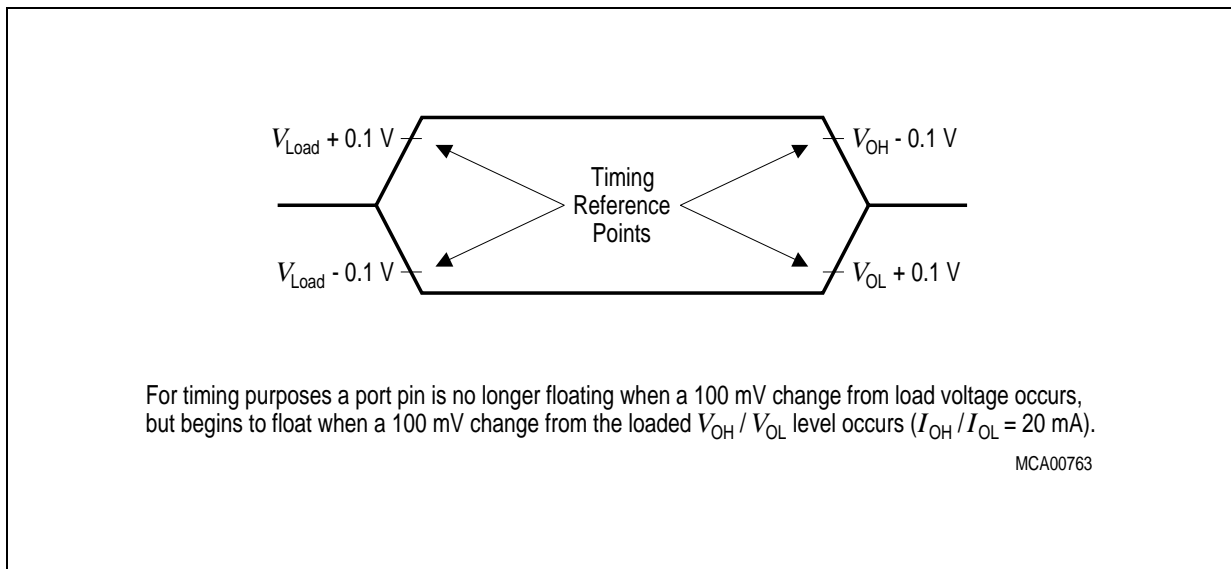 V_Load + 0.1 V
V_OH - 0.1 V
Timing
Reference
Points
V_Load - 0.1 V
V_OL + 0.1 V
For timing purposes a port pin is no longer floating when a 100 mV change from load voltage occurs,
but begins to float when a 100 mV change from the loaded V_OH / V_OL level occurs (I_OH / I_OL = 20 mA).
MCA00763